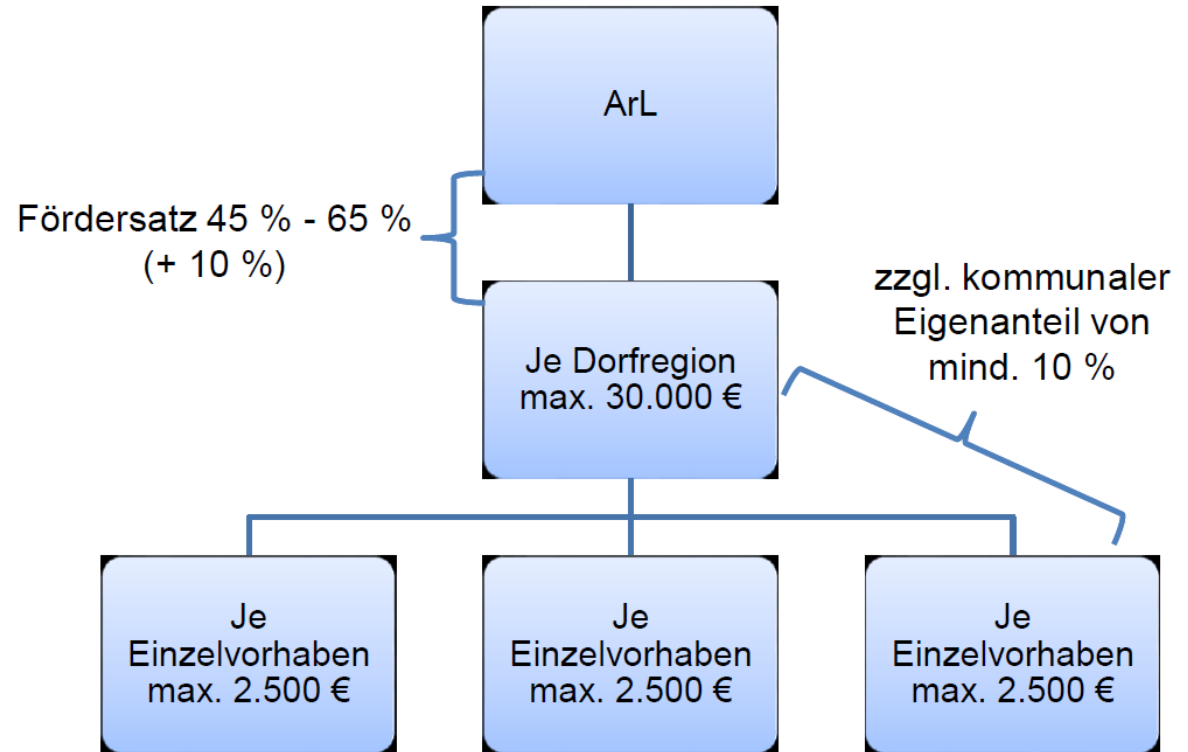 ArL
Fördersatz 45 % - 65 %
(+ 10 %)
zzgl. kommunaler
Eigenanteil von
mind. 10 %
Je Dorfregion
max. 30.000 €
Je
Einzelvorhaben
max. 2.500 €
Je
Einzelvorhaben
max. 2.500 €
Je
Einzelvorhaben
max. 2.500 €